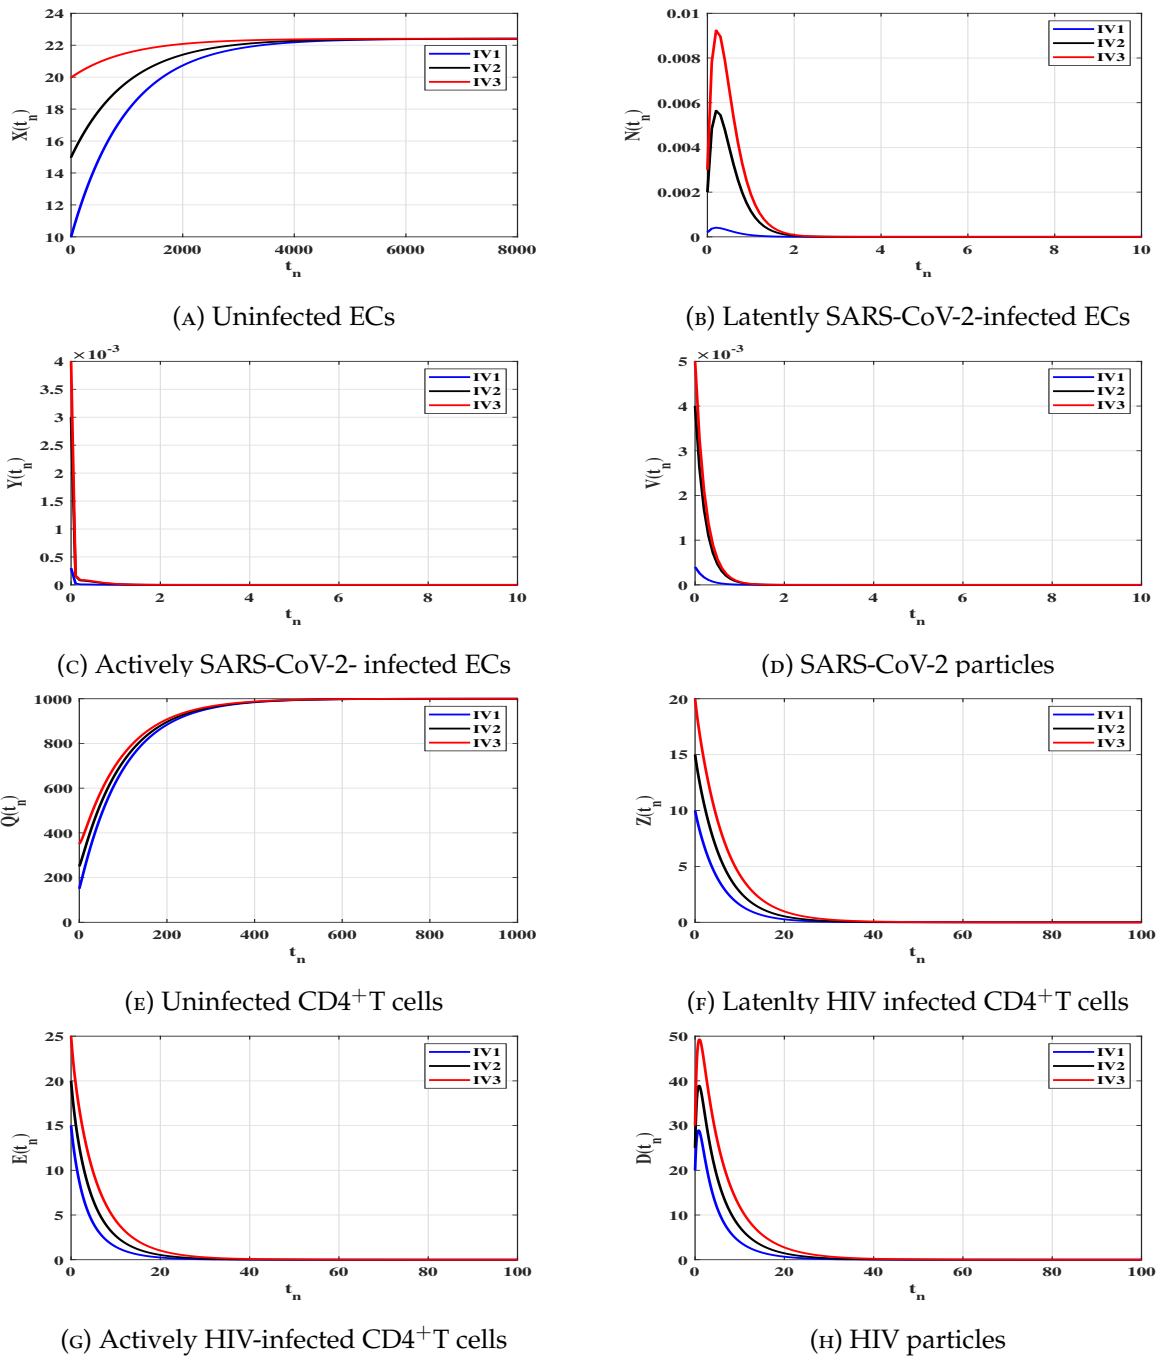 24
22
20
18
16
14
12
10
X(t_n)
IV1
IV2
IV3
0 2000 4000 6000 8000
t_n
(A) Uninfected ECs
0.01
0.008
0.006
0.004
0.002
0
N(t_n)
IV1
IV2
IV3
0 2 4 6 8 10
t_n
(B) Latently SARS-CoV-2-infected ECs
×10^-3
4
3.5
3
2.5
2
1.5
1
0.5
0
Y(t_n)
IV1
IV2
IV3
0 2 4 6 8 10
t_n
(C) Actively SARS-CoV-2- infected ECs
×10^-3
5
4
3
2
1
0
V(t_n)
IV1
IV2
IV3
0 2 4 6 8 10
t_n
(D) SARS-CoV-2 particles
1000
800
600
400
200
0
Q(t_n)
IV1
IV2
IV3
0 200 400 600 800 1000
t_n
(E) Uninfected CD4+T cells
20
15
10
5
0
Z(t_n)
IV1
IV2
IV3
0 20 40 60 80 100
t_n
(F) Latenlty HIV infected CD4+T cells
25
20
15
10
5
0
E(t_n)
IV1
IV2
IV3
0 20 40 60 80 100
t_n
(G) Actively HIV-infected CD4+T cells
50
40
30
20
10
0
D(t_n)
IV1
IV2
IV3
0 20 40 60 80 100
t_n
(H) HIV particles